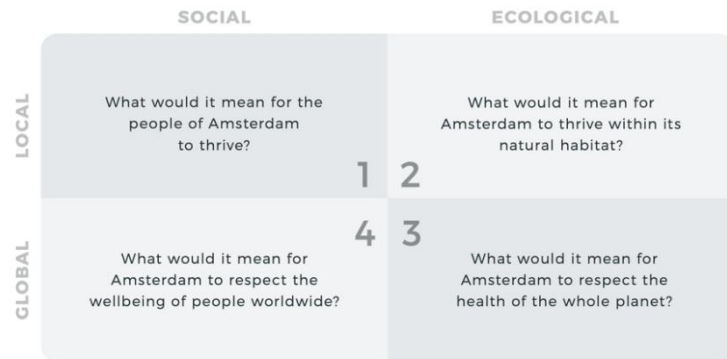 SOCIAL
ECOLOGICAL
LOCAL
What would it mean for the
people of Amsterdam
to thrive?
1
What would it mean for
Amsterdam to thrive within its
natural habitat?
2
GLOBAL
What would it mean for
Amsterdam to respect the
wellbeing of people worldwide?
4
What would it mean for
Amsterdam to respect the
health of the whole planet?
3